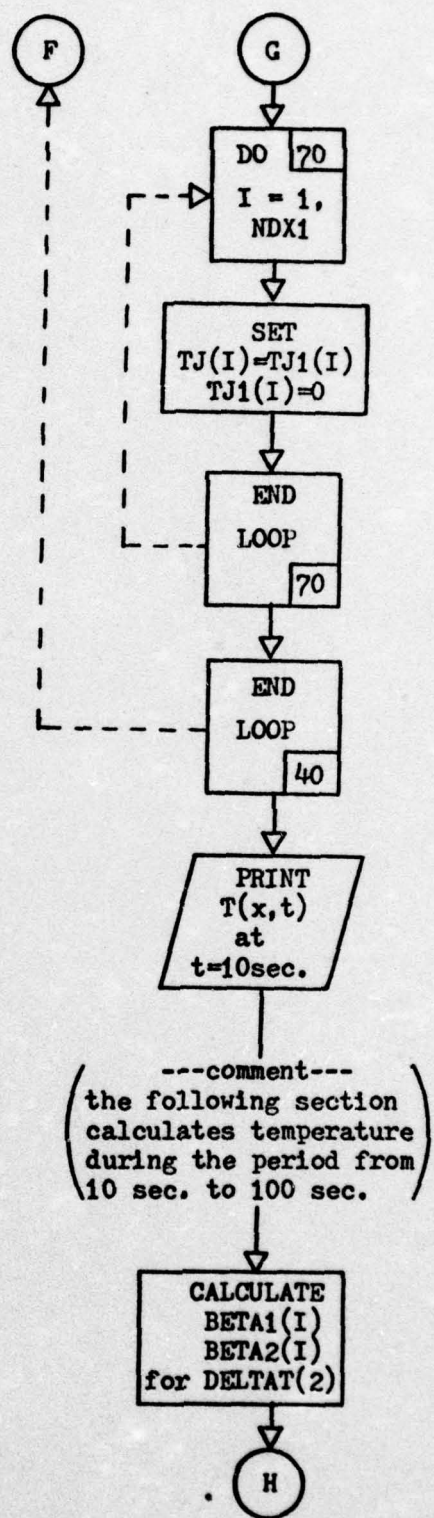 F
G
DO 70
I = 1,
NDX1
SET
TJ(I)=TJ1(I)
TJ1(I)=0
END
LOOP
70
END
LOOP
40
PRINT
T(x,t)
at
t=10sec.
---comment---
the following section
calculates temperature
during the period from
10 sec. to 100 sec.
CALCULATE
BETA1(I)
BETA2(I)
for DELTAT(2)
H